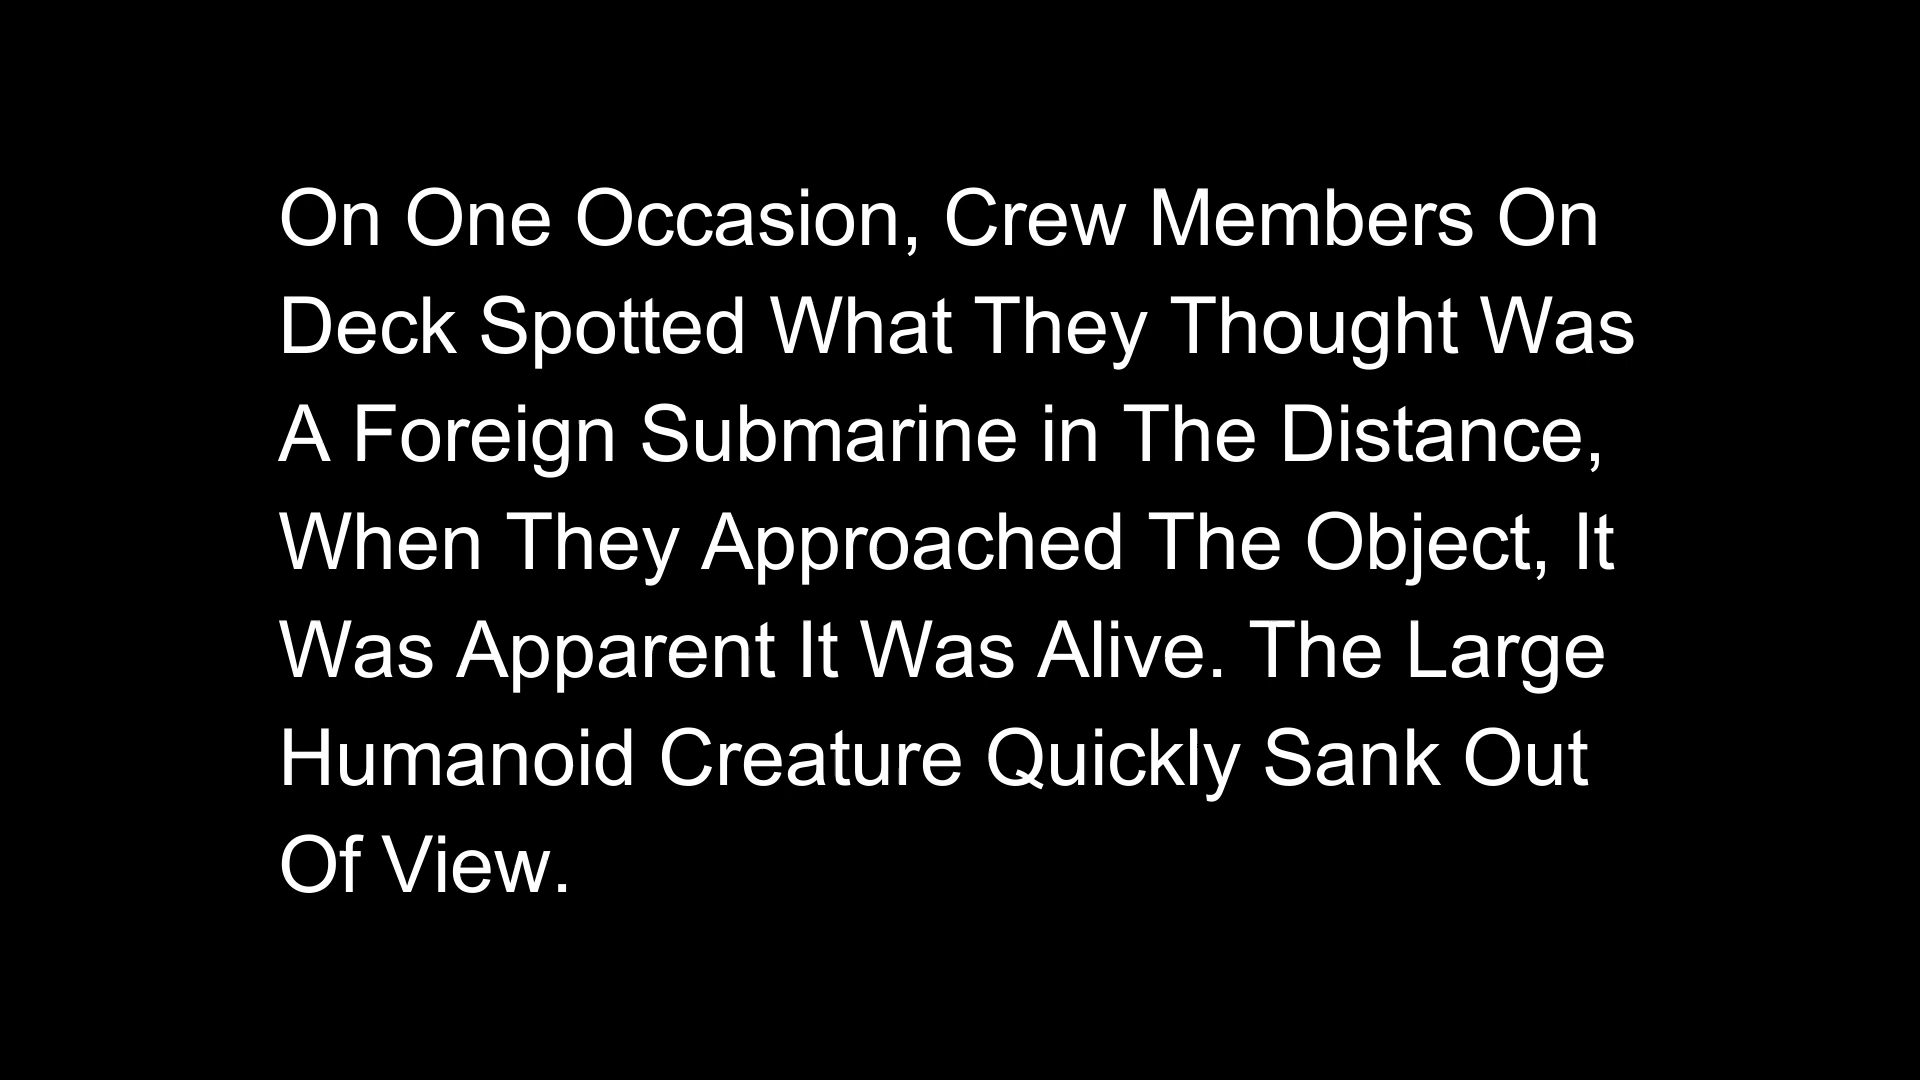 On One Occasion, Crew Members On
Deck Spotted What They Thought Was
A Foreign Submarine in The Distance,
When They Approached The Object, It
Was Apparent It Was Alive. The Large
Humanoid Creature Quickly Sank Out
Of View.